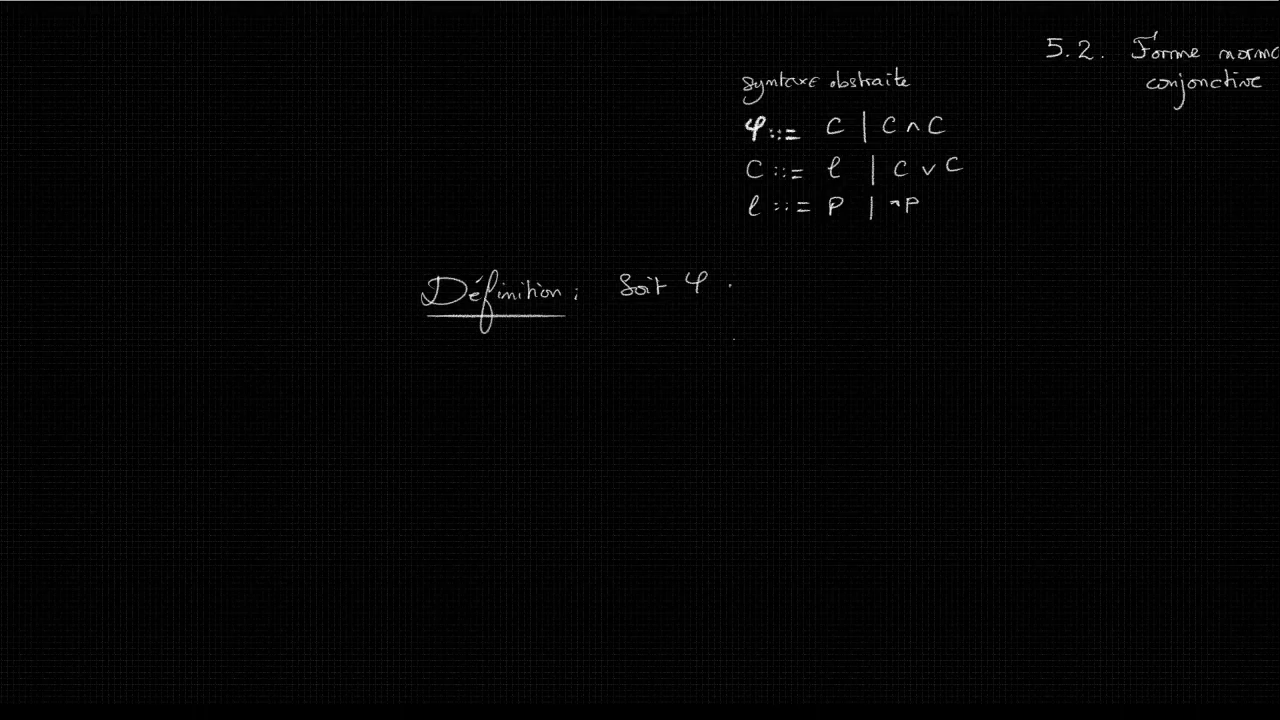 5.2. Forme norma
conjonctive
syntaxe abstraite
φ ::= C | C ∧ C
C ::= ℓ | C ∨ C
ℓ ::= P | ¬P
Définition : Soit φ .